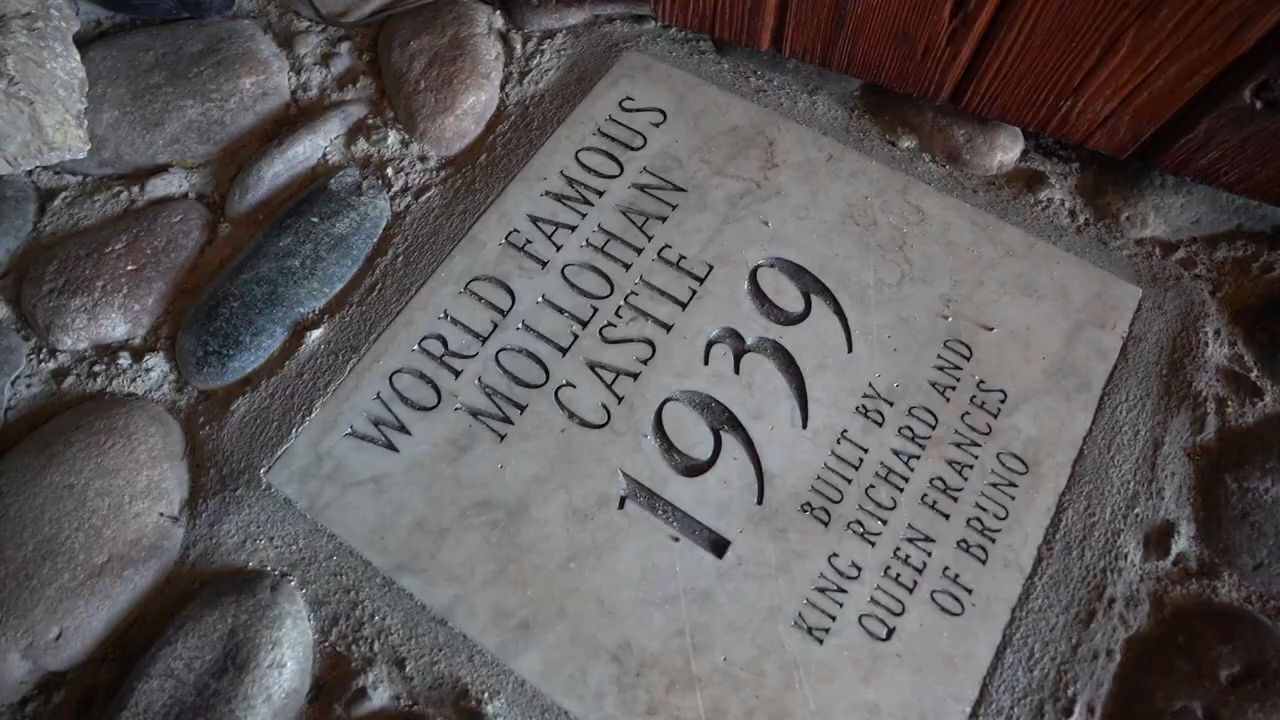 WORLD FAMOUS
MOLLOHAN
CASTLE
1939
BUILT BY
KING RICHARD AND
QUEEN FRANCES
OF BRUNO